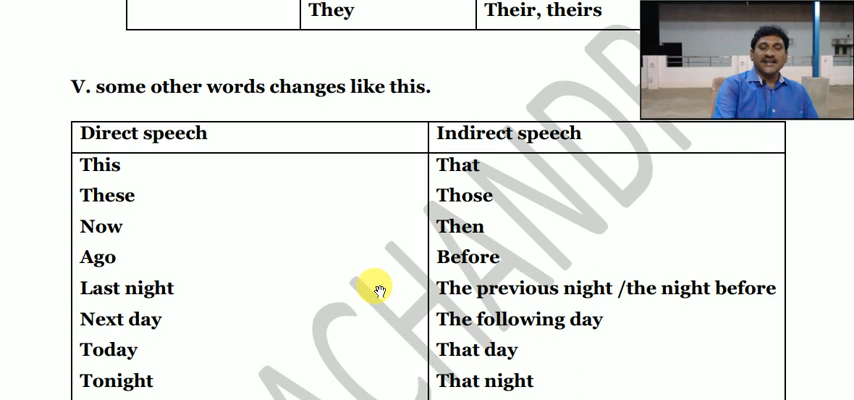 They Their, theirs
V. some other words changes like this.
Direct speech Indirect speech
This That
These Those
Now Then
Ago Before
Last night The previous night /the night before
Next day The following day
Today That day
Tonight That night
ACHANDR